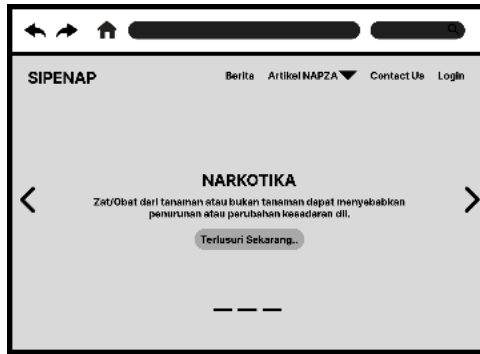 SIPENAP
Berita Artikel NAPZA Contact Us Login
NARKOTIKA
Zat/Obat dari tanaman atau bukan tanaman dapat menyebabkan
penurunan atau perubahan kesadaran dll.
Terlusuri Sekarang..